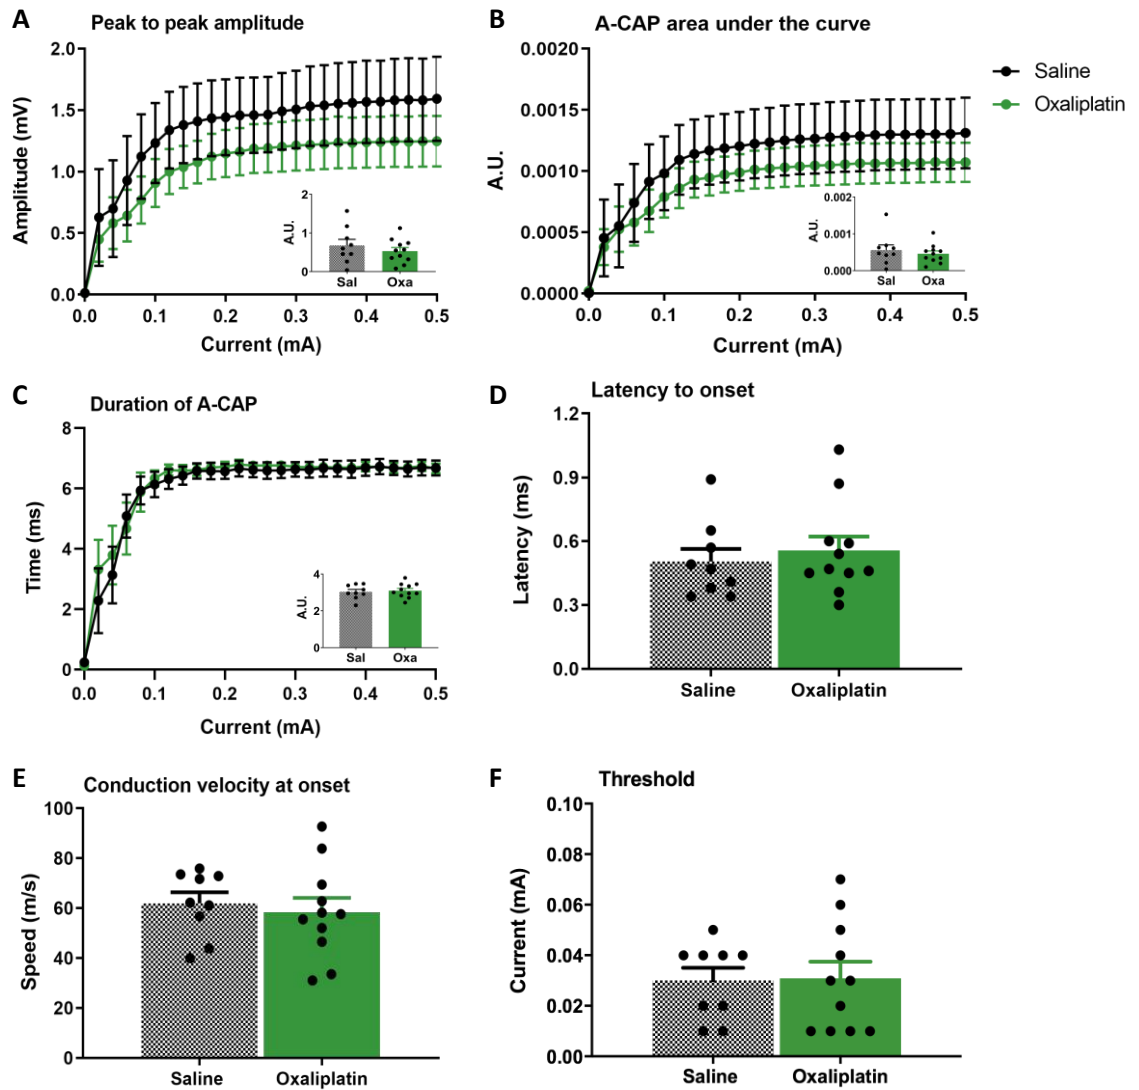 A
Peak to peak amplitude
Amplitude (mV)
2.0
1.5
1.0
0.5
0.0
0.0 0.1 0.2 0.3 0.4 0.5
Current (mA)
A.U.
2
1
0
Sal Oxa
B
A-CAP area under the curve
A.U.
0.0020
0.0015
0.0010
0.0005
0.0000
0.0 0.1 0.2 0.3 0.4 0.5
Current (mA)
A.U.
0.002
0.001
0.000
Sal Oxa
Saline
Oxaliplatin
C
Duration of A-CAP
Time (ms)
8
6
4
2
0
0.0 0.1 0.2 0.3 0.4 0.5
Current (mA)
A.U.
4
2
0
Sal Oxa
D
Latency to onset
Latency (ms)
1.2
0.9
0.6
0.3
0.0
Saline Oxaliplatin
E
Conduction velocity at onset
Speed (m/s)
100
80
60
40
20
0
Saline Oxaliplatin
F
Threshold
Current (mA)
0.10
0.08
0.06
0.04
0.02
0.00
Saline Oxaliplatin